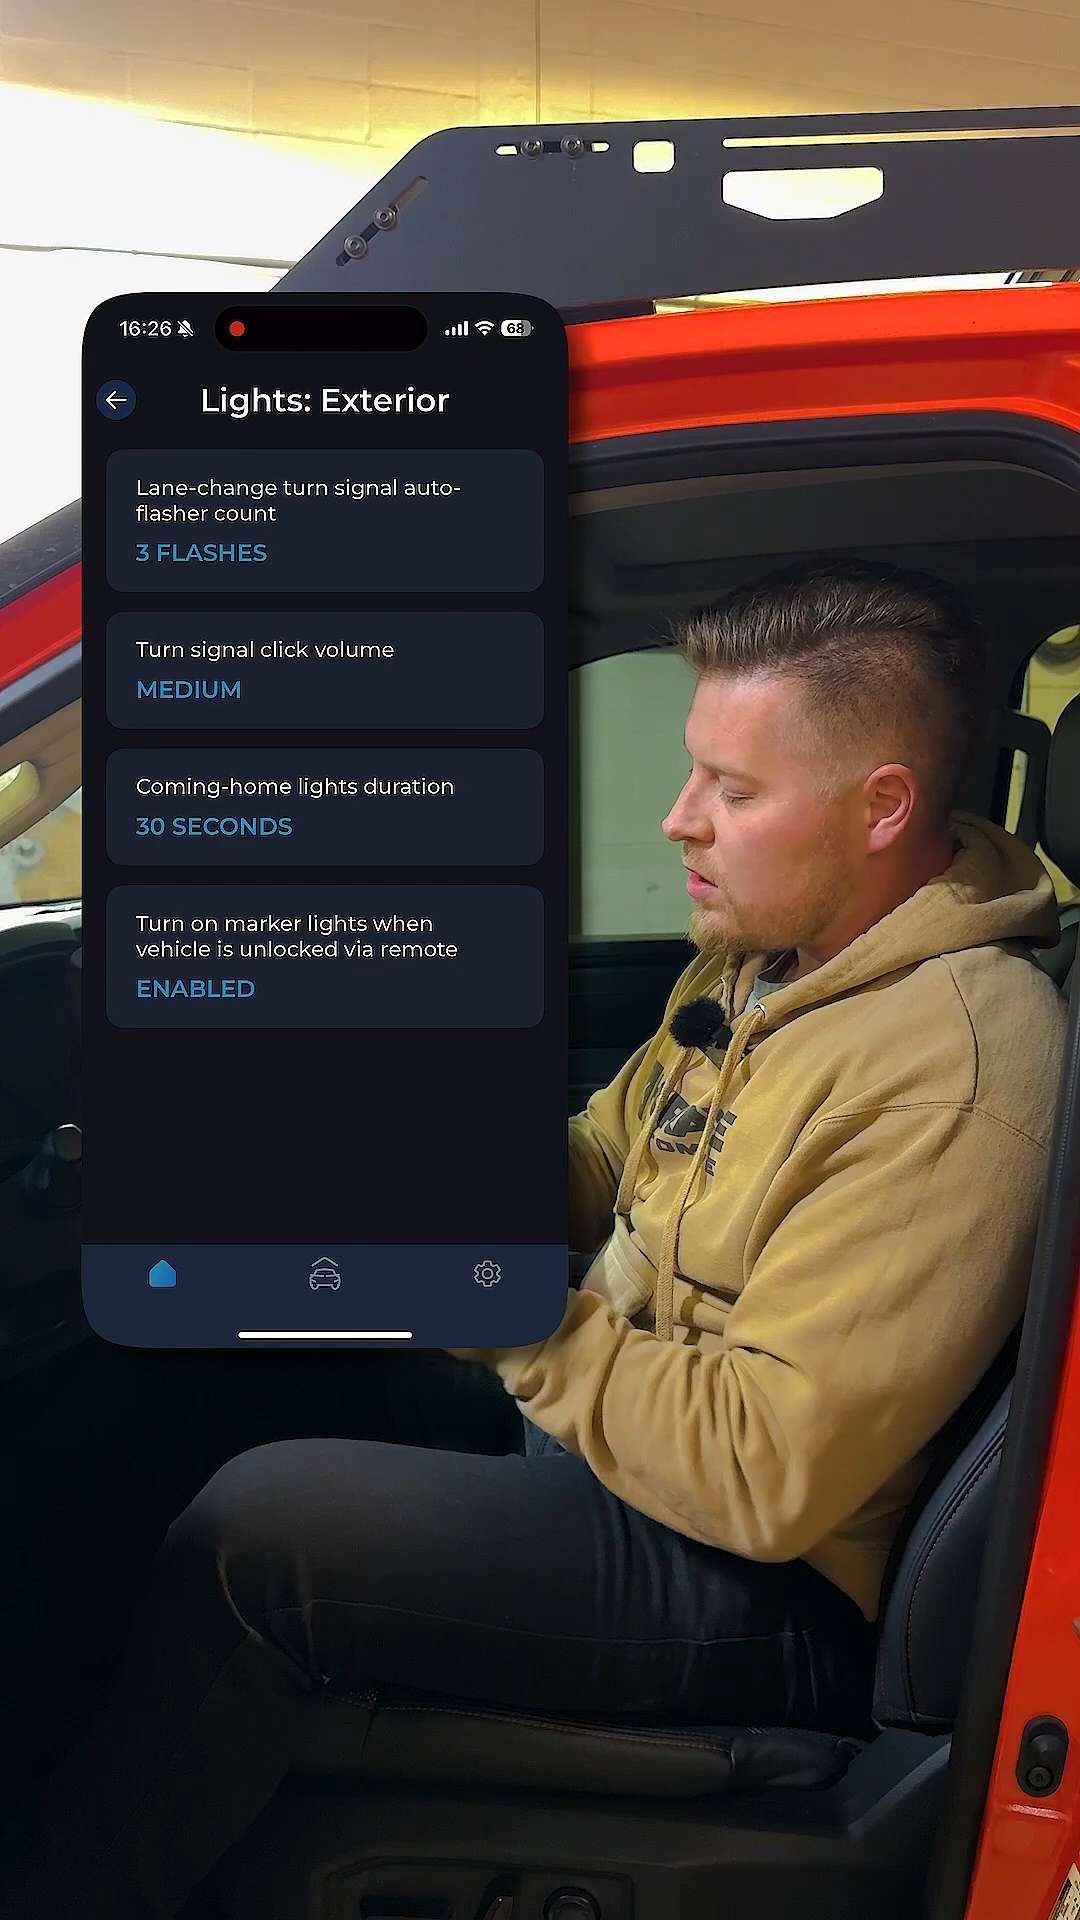 16:26
68
Lights: Exterior
Lane-change turn signal auto-
flasher count
3 FLASHES
Turn signal click volume
MEDIUM
Coming-home lights duration
30 SECONDS
Turn on marker lights when
vehicle is unlocked via remote
ENABLED